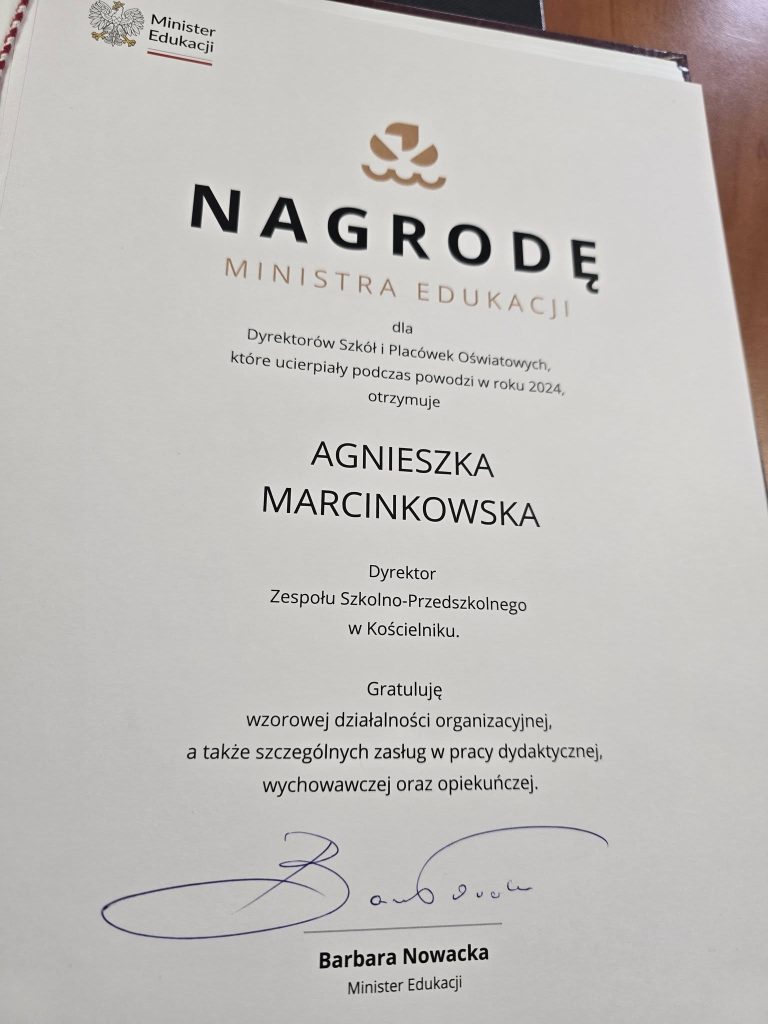 Minister
Edukacji
NAGRODĘ
MINISTRA EDUKACJI
dla
Dyrektorów Szkół i Placówek Oświatowych,
które ucierpiały podczas powodzi w roku 2024,
otrzymuje
AGNIESZKA
MARCINKOWSKA
Dyrektor
Zespołu Szkolno-Przedszkolnego
w Kościelniku.
Gratuluję
wzorowej działalności organizacyjnej,
a także szczególnych zasług w pracy dydaktycznej,
wychowawczej oraz opiekuńczej.
Barbara Nowacka
Minister Edukacji